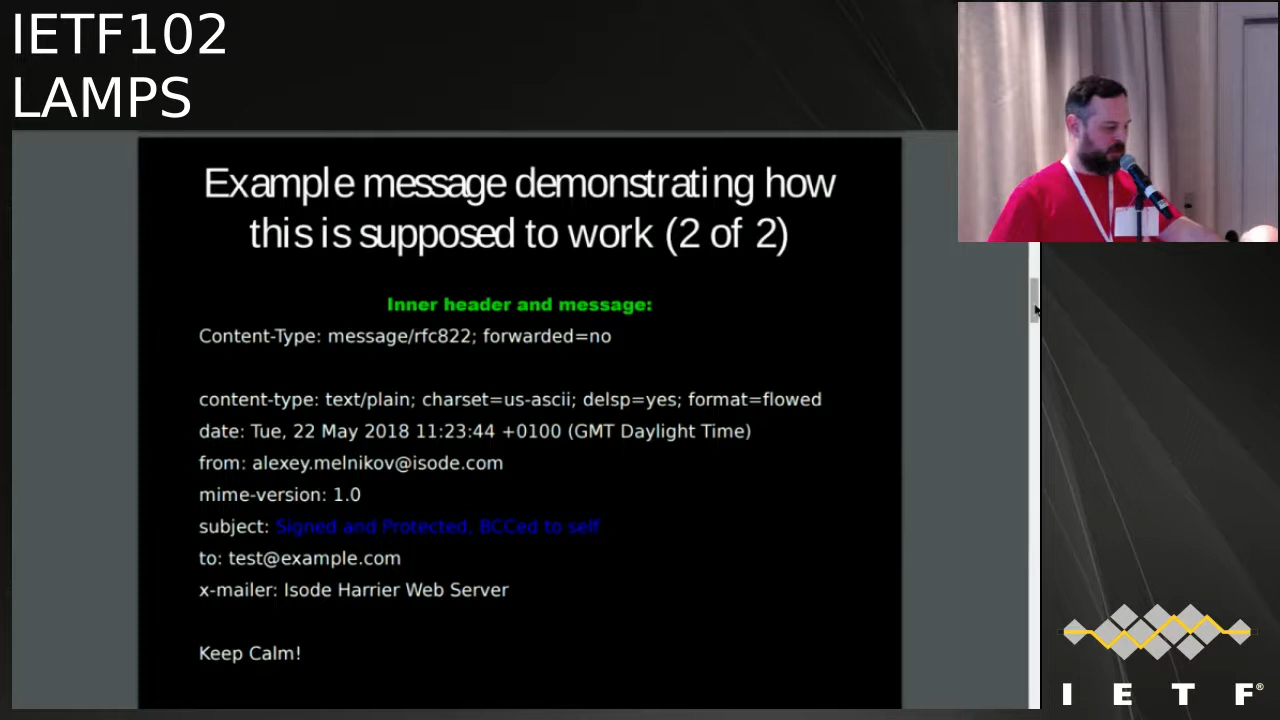 IETF102
LAMPS
Example message demonstrating how
this is supposed to work (2 of 2)
Inner header and message:
Content-Type: message/rfc822; forwarded=no
content-type: text/plain; charset=us-ascii; delsp=yes; format=flowed
date: Tue, 22 May 2018 11:23:44 +0100 (GMT Daylight Time)
from: alexey.melnikov@isode.com
mime-version: 1.0
subject: Signed and Protected, BCCed to self
to: test@example.com
x-mailer: Isode Harrier Web Server
Keep Calm!
I E T F®